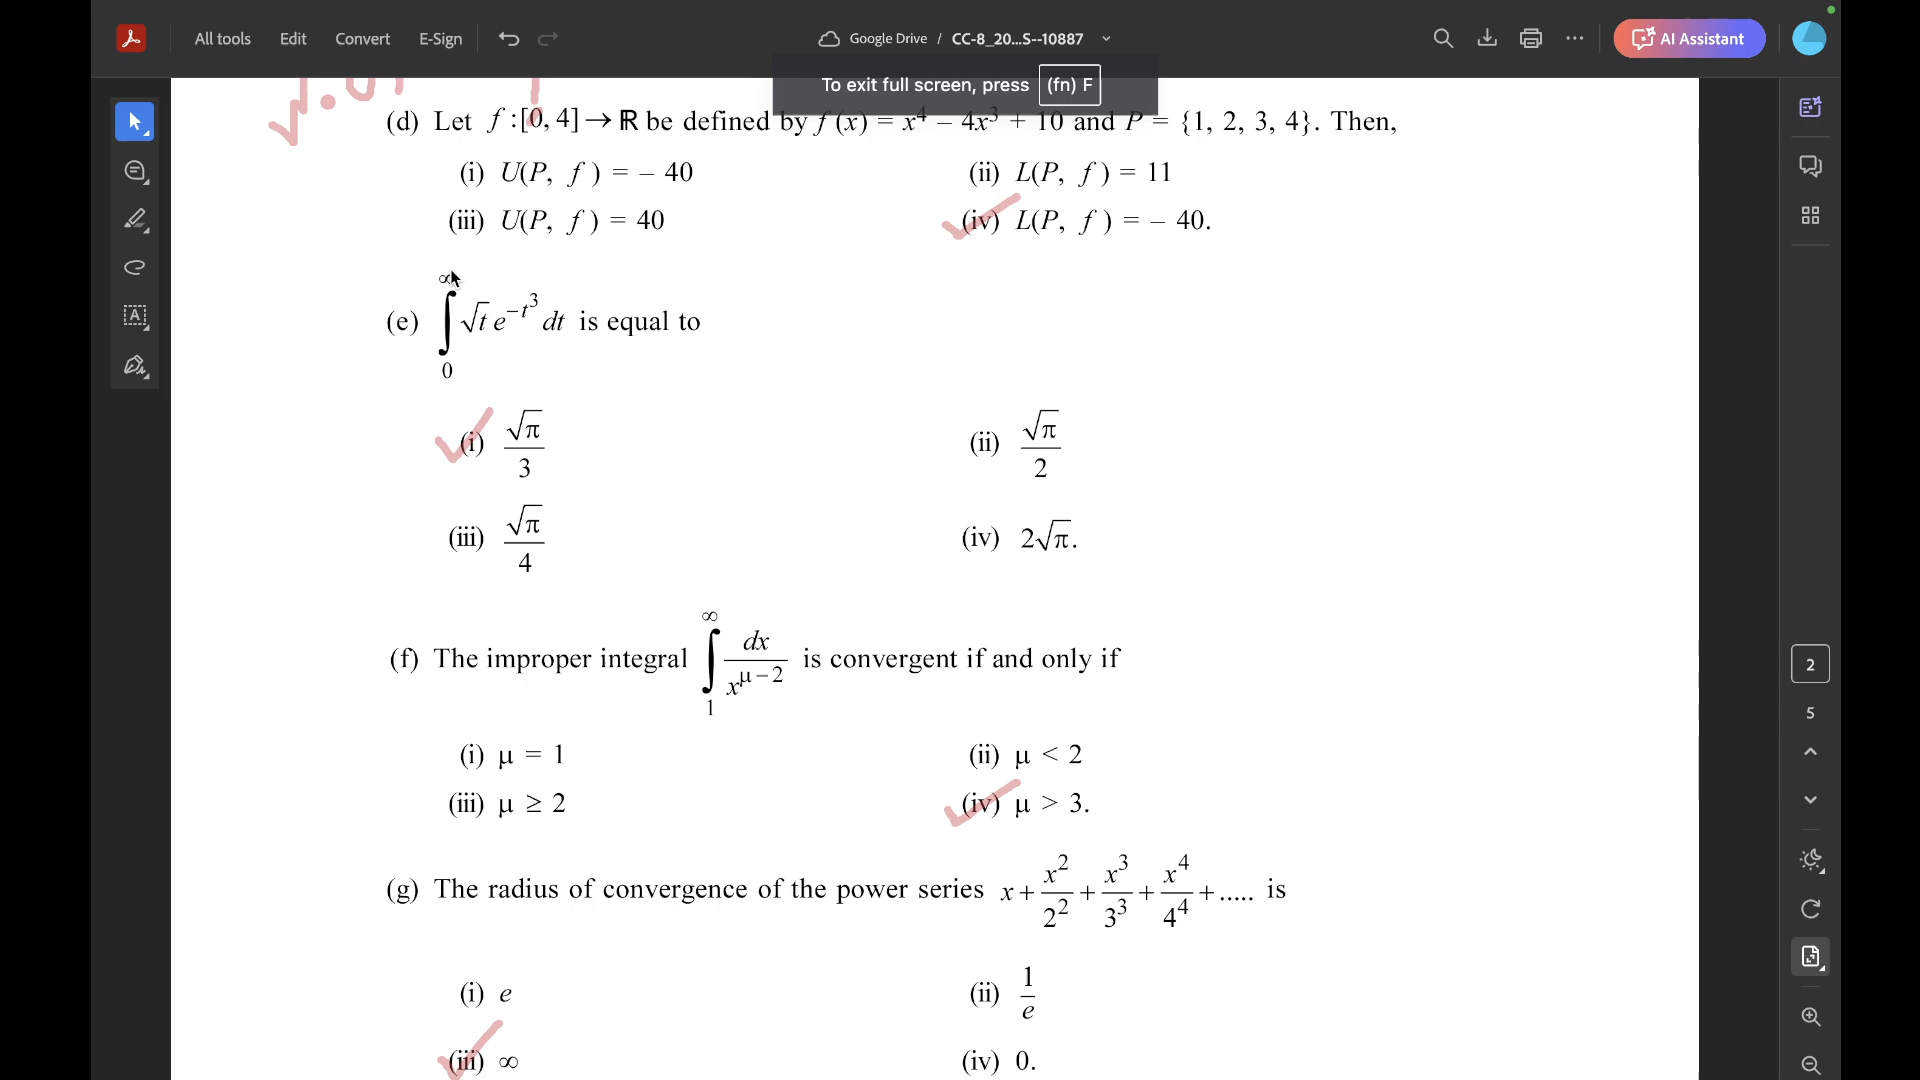 All tools Edit Convert E-Sign Google Drive / CC-8_20...S--10887 AI Assistant
To exit full screen, press (fn) F
(d) Let f :[0, 4] → ℝ be defined by f (x) = x⁴ – 4x³ + 10 and P = {1, 2, 3, 4}. Then,
(i) U(P, f ) = – 40 (ii) L(P, f ) = 11
(iii) U(P, f ) = 40 (iv) L(P, f ) = – 40.
(e) ∫₀^∞ √t e^(–t³) dt is equal to
(i) √π/3 (ii) √π/2
(iii) √π/4 (iv) 2√π.
(f) The improper integral ∫₁^∞ dx/x^(μ – 2) is convergent if and only if
(i) μ = 1 (ii) μ < 2
(iii) μ ≥ 2 (iv) μ > 3.
(g) The radius of convergence of the power series x + x²/2² + x³/3³ + x⁴/4⁴ + ..... is
(i) e (ii) 1/e
(iii) ∞ (iv) 0.
2
5